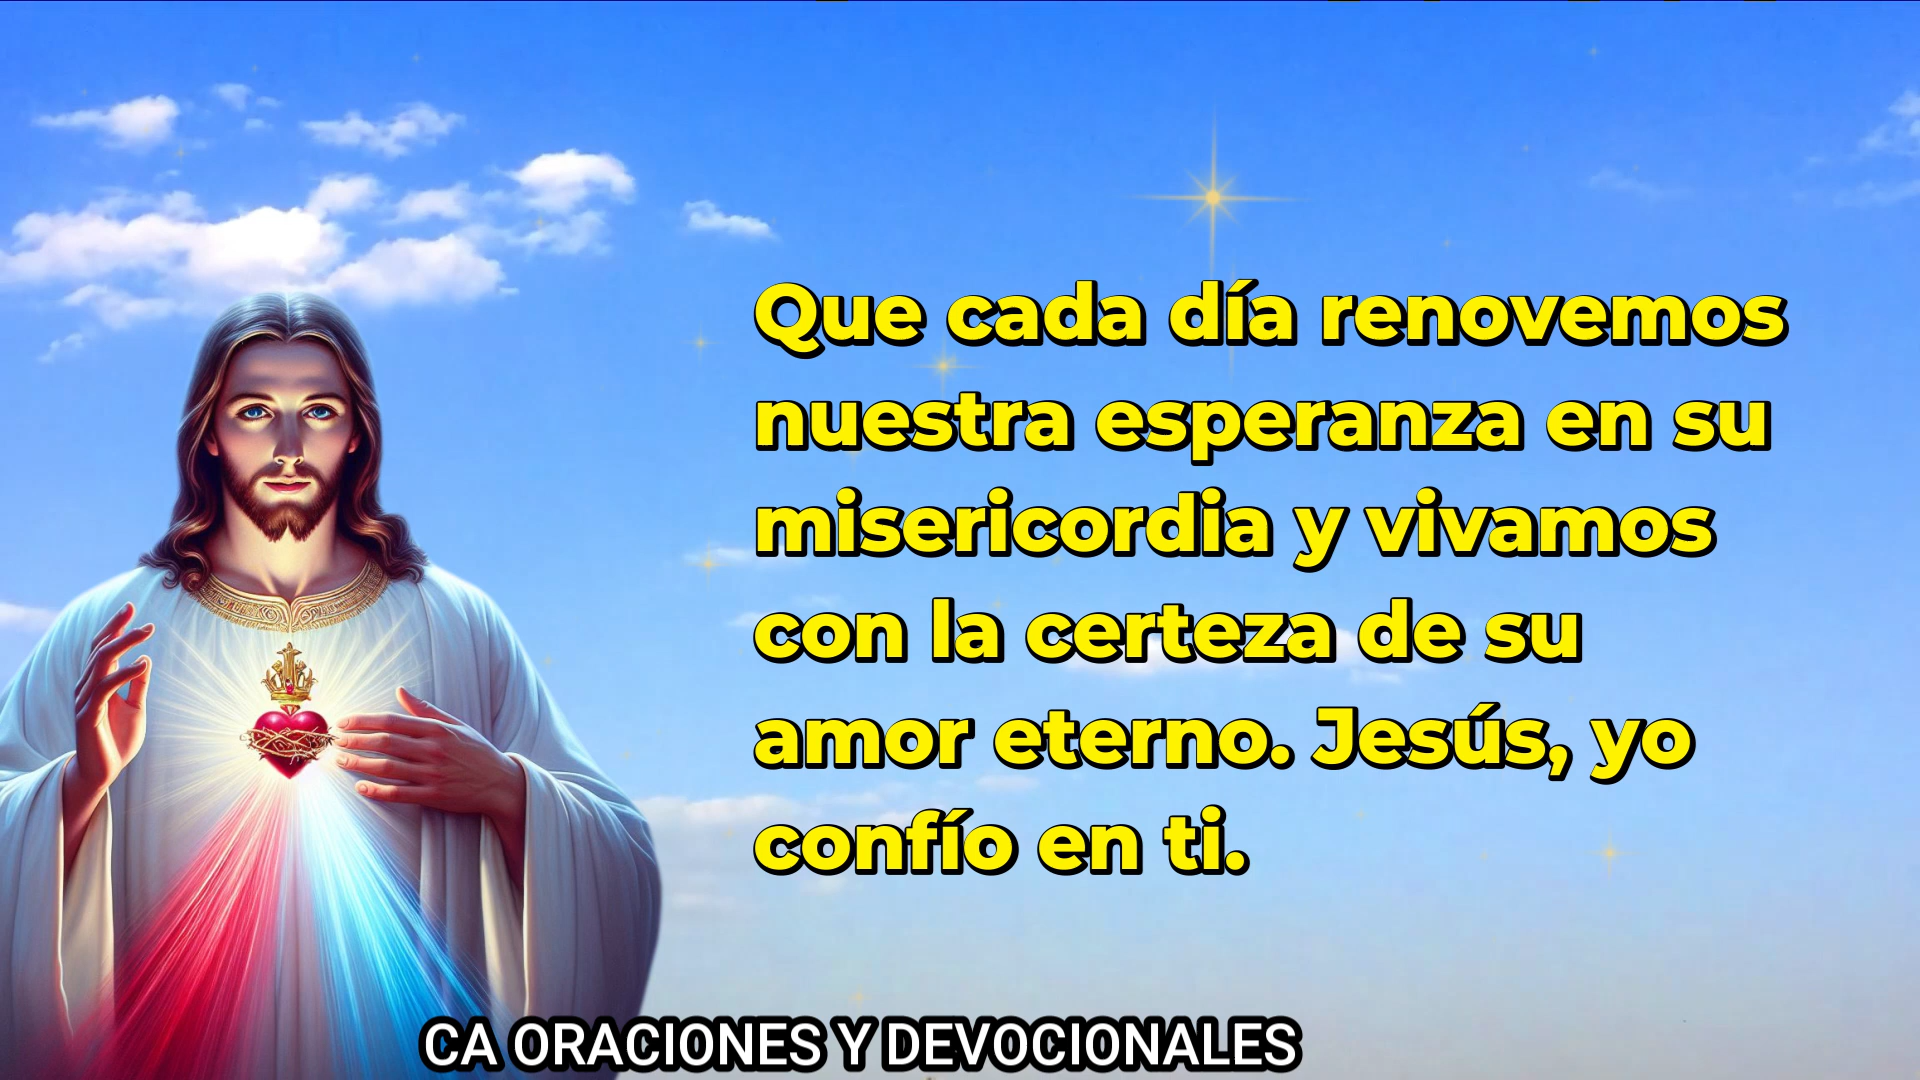 Que cada día renovemos
nuestra esperanza en su
misericordia y vivamos
con la certeza de su
amor eterno. Jesús, yo
confío en ti.
CA ORACIONES Y DEVOCIONALES